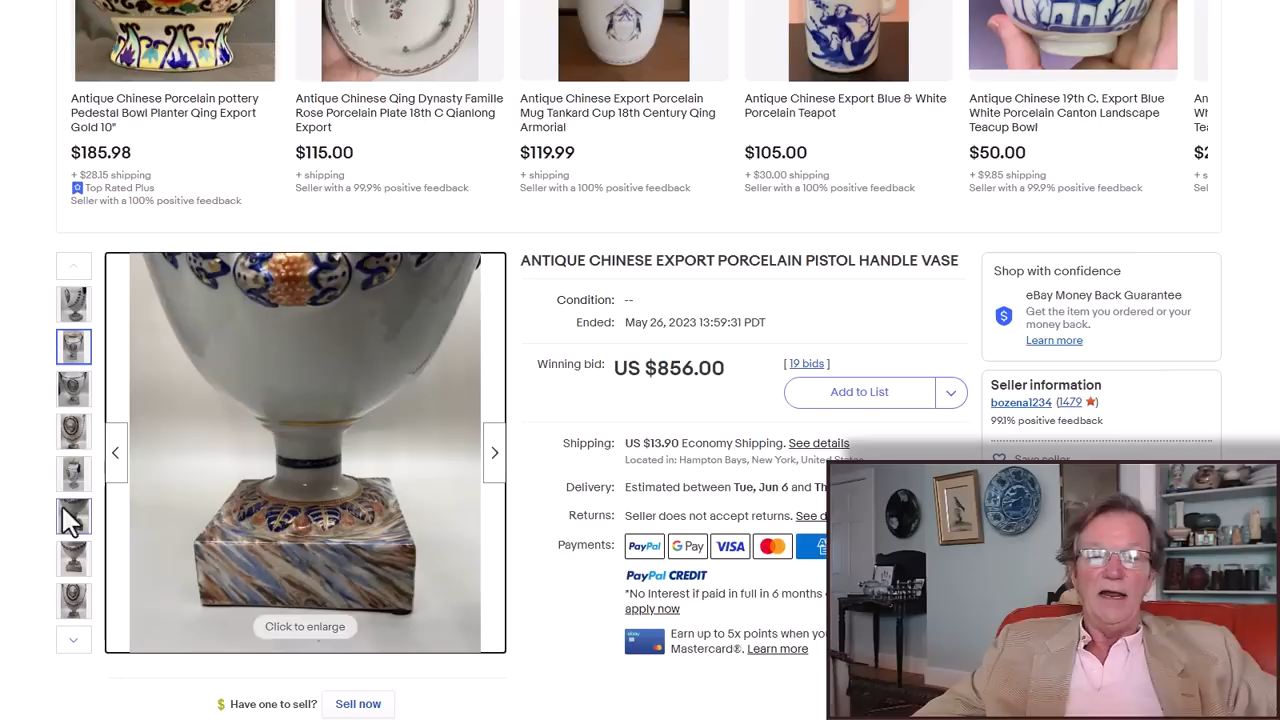 Antique Chinese Porcelain pottery
Pedestal Bowl Planter Qing Export
Gold 10"
$185.98
+ $28.15 shipping
Top Rated Plus
Seller with a 100% positive feedback
Antique Chinese Qing Dynasty Famille
Rose Porcelain Plate 18th C Qianlong
Export
$115.00
+ shipping
Seller with a 99.9% positive feedback
Antique Chinese Export Porcelain
Mug Tankard Cup 18th Century Qing
Armorial
$119.99
+ shipping
Seller with a 100% positive feedback
Antique Chinese Export Blue & White
Porcelain Teapot
$105.00
+ $30.00 shipping
Seller with a 100% positive feedback
Antique Chinese 19th C. Export Blue
White Porcelain Canton Landscape
Teacup Bowl
$50.00
+ $9.85 shipping
Seller with a 99.9% positive feedback
ANTIQUE CHINESE EXPORT PORCELAIN PISTOL HANDLE VASE
Condition: --
Ended: May 26, 2023 13:59:31 PDT
Winning bid: US $856.00 [ 19 bids ]
Add to List
Shipping: US $13.90 Economy Shipping. See details
Located in: Hampton Bays, New York, United States
Delivery: Estimated between Tue, Jun 6 and
Returns: Seller does not accept returns. See
Payments: PayPal G Pay VISA mastercard
PayPal CREDIT
*No Interest if paid in full in 6 months
apply now
Earn up to 5x points when
Mastercard®. Learn more
Click to enlarge
Have one to sell? Sell now
Shop with confidence
eBay Money Back Guarantee
Get the item you ordered or your
money back.
Learn more
Seller information
bozena1234 (1479)
99.1% positive feedback
Save seller